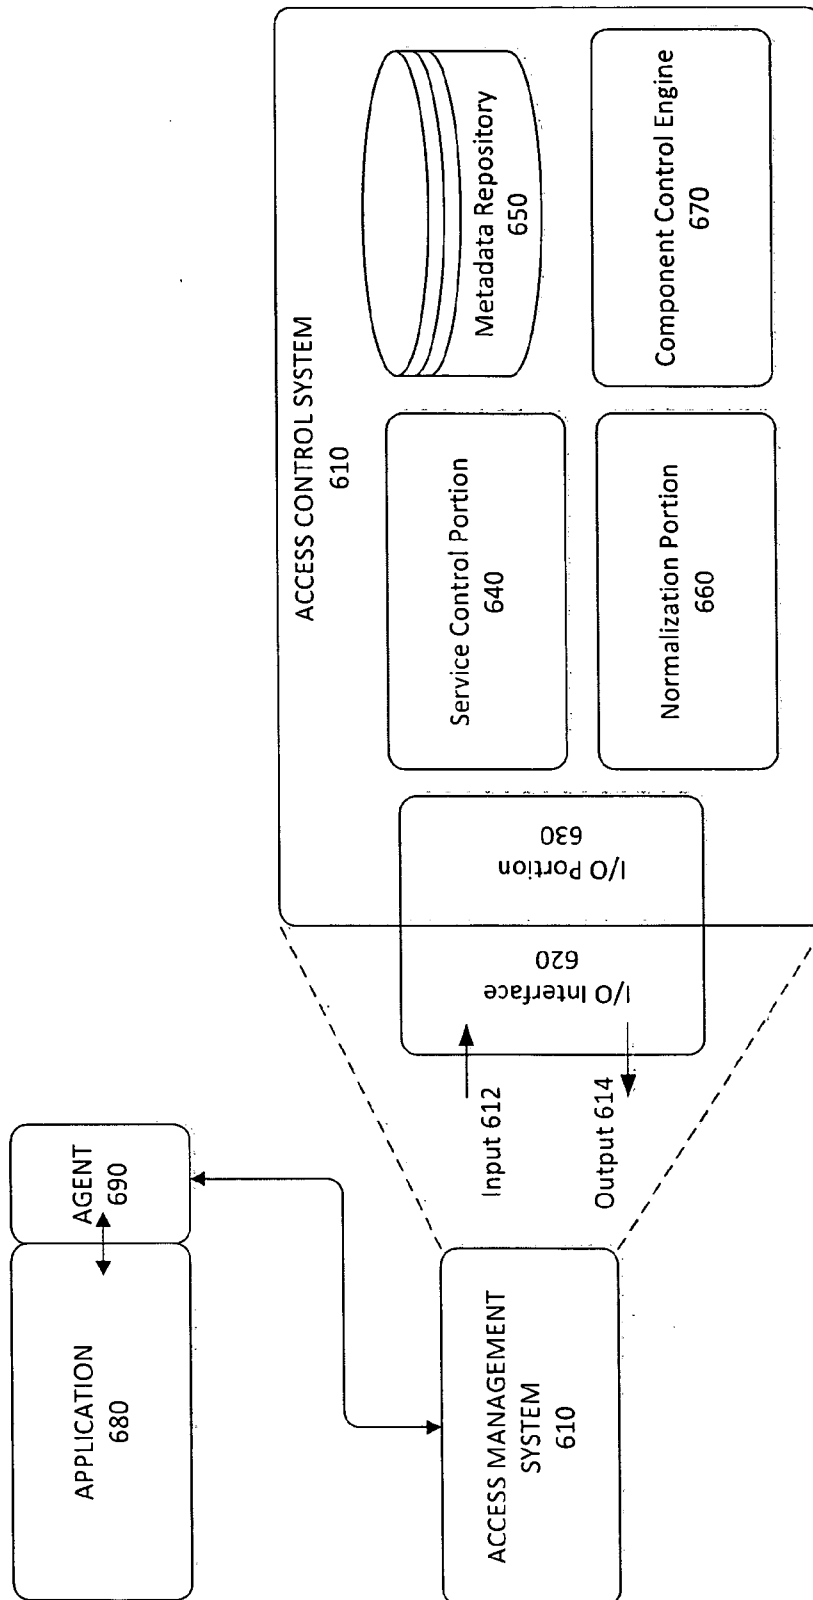 APPLICATION
680
AGENT
690
ACCESS MANAGEMENT
SYSTEM
610
Input 612
Output 614
I/O Interface
620
I/O Portion
630
ACCESS CONTROL SYSTEM
610
Service Control Portion
640
Metadata Repository
650
Normalization Portion
660
Component Control Engine
670